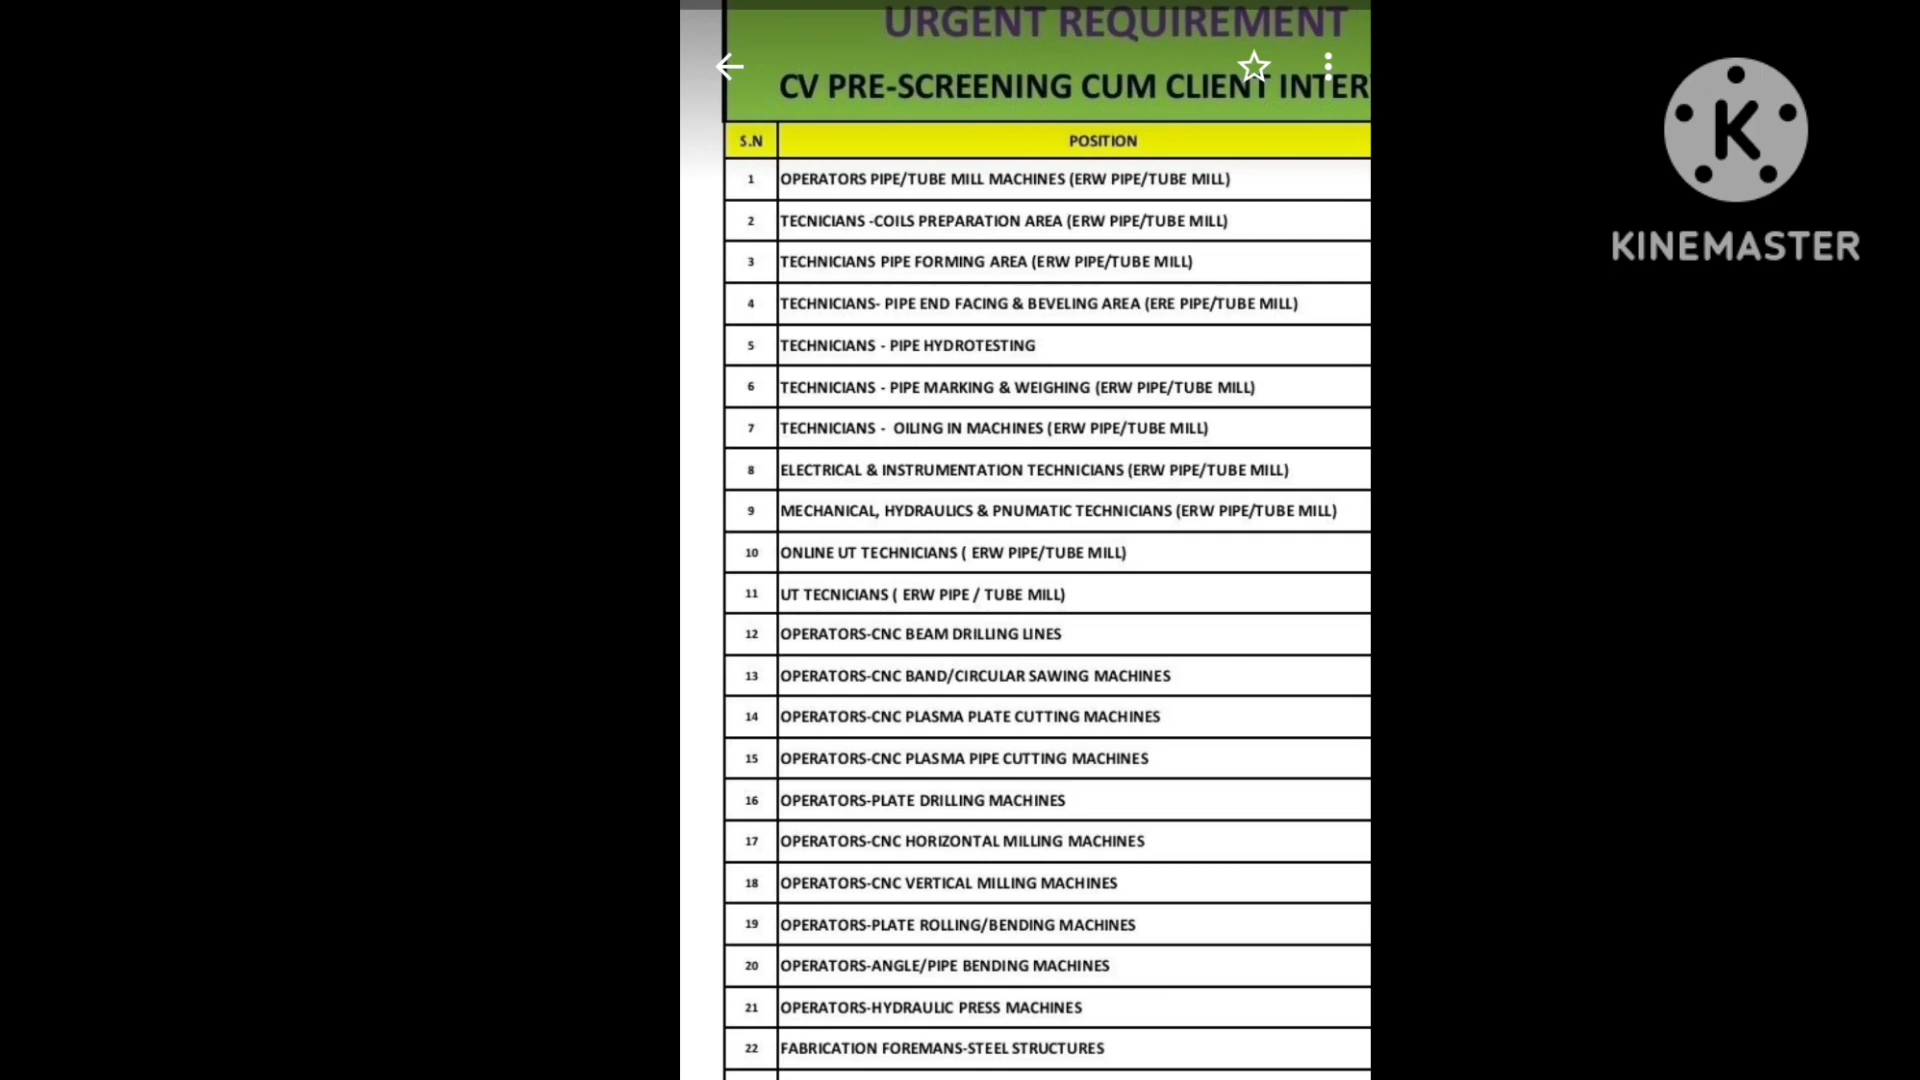 URGENT REQUIREMENT
CV PRE-SCREENING CUM CLIENT INTER
S.N POSITION
1 OPERATORS PIPE/TUBE MILL MACHINES (ERW PIPE/TUBE MILL)
2 TECNICIANS -COILS PREPARATION AREA (ERW PIPE/TUBE MILL)
3 TECHNICIANS PIPE FORMING AREA (ERW PIPE/TUBE MILL)
4 TECHNICIANS- PIPE END FACING & BEVELING AREA (ERE PIPE/TUBE MILL)
5 TECHNICIANS - PIPE HYDROTESTING
6 TECHNICIANS - PIPE MARKING & WEIGHING (ERW PIPE/TUBE MILL)
7 TECHNICIANS - OILING IN MACHINES (ERW PIPE/TUBE MILL)
8 ELECTRICAL & INSTRUMENTATION TECHNICIANS (ERW PIPE/TUBE MILL)
9 MECHANICAL, HYDRAULICS & PNUMATIC TECHNICIANS (ERW PIPE/TUBE MILL)
10 ONLINE UT TECHNICIANS ( ERW PIPE/TUBE MILL)
11 UT TECNICIANS ( ERW PIPE / TUBE MILL)
12 OPERATORS-CNC BEAM DRILLING LINES
13 OPERATORS-CNC BAND/CIRCULAR SAWING MACHINES
14 OPERATORS-CNC PLASMA PLATE CUTTING MACHINES
15 OPERATORS-CNC PLASMA PIPE CUTTING MACHINES
16 OPERATORS-PLATE DRILLING MACHINES
17 OPERATORS-CNC HORIZONTAL MILLING MACHINES
18 OPERATORS-CNC VERTICAL MILLING MACHINES
19 OPERATORS-PLATE ROLLING/BENDING MACHINES
20 OPERATORS-ANGLE/PIPE BENDING MACHINES
21 OPERATORS-HYDRAULIC PRESS MACHINES
22 FABRICATION FOREMANS-STEEL STRUCTURES
K
KINEMASTER